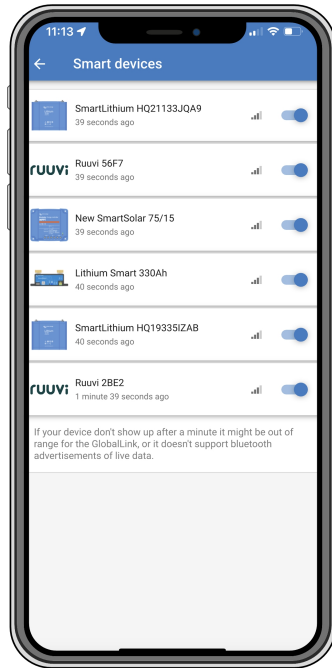 11:13
Smart devices
SmartLithium HQ21133JQA9
39 seconds ago
ruuvi
Ruuvi 56F7
39 seconds ago
New SmartSolar 75/15
39 seconds ago
Lithium Smart 330Ah
40 seconds ago
SmartLithium HQ19335IZAB
40 seconds ago
ruuvi
Ruuvi 2BE2
1 minute 39 seconds ago
If your device don't show up after a minute it might be out of
range for the GlobalLink, or it doesn't support bluetooth
advertisements of live data.